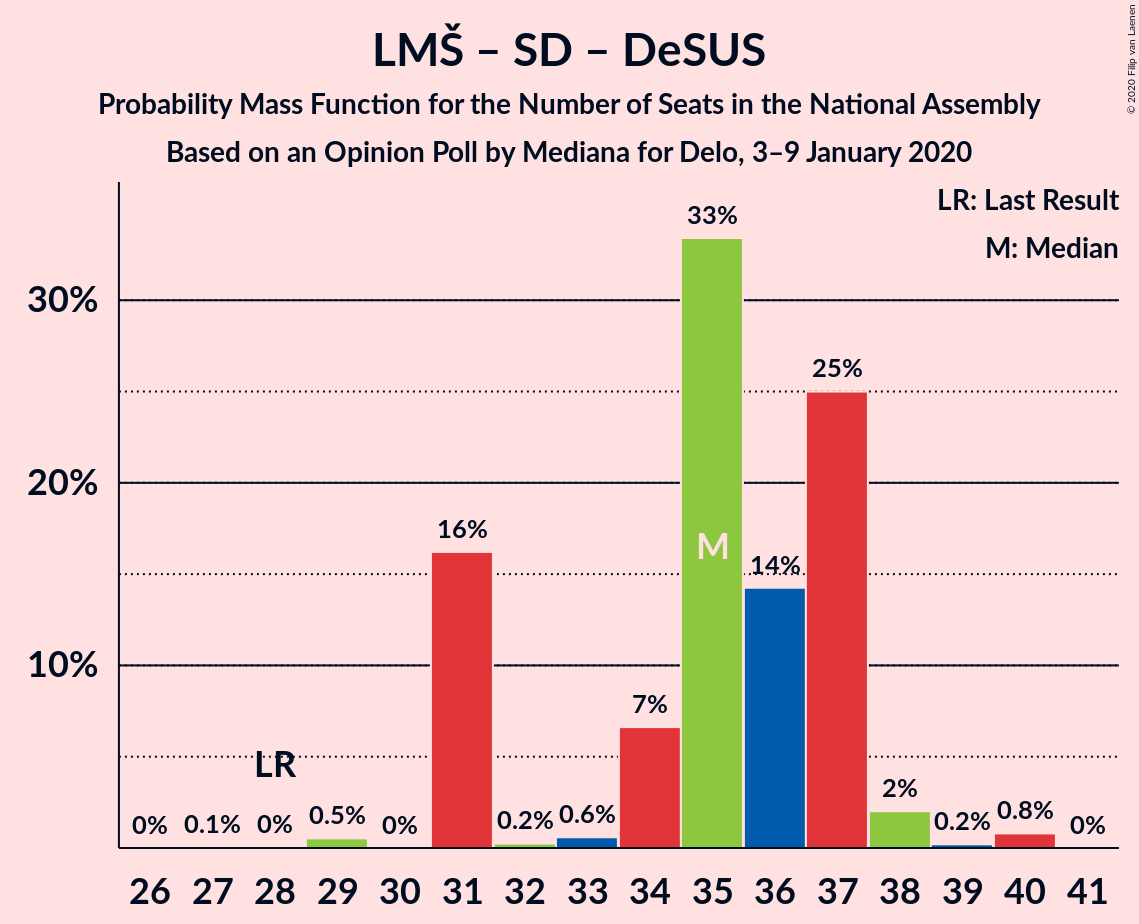 LMŠ – SD – DeSUS
Probability Mass Function for the Number of Seats in the National Assembly
Based on an Opinion Poll by Mediana for Delo, 3–9 January 2020
© 2020 Filip van Laenen
LR: Last Result
M: Median
30%
20%
10%
0%
0.1%
0%
0.5%
0%
16%
0.2%
0.6%
7%
33%
14%
25%
2%
0.2%
0.8%
0%
LR
M
26 27 28 29 30 31 32 33 34 35 36 37 38 39 40 41